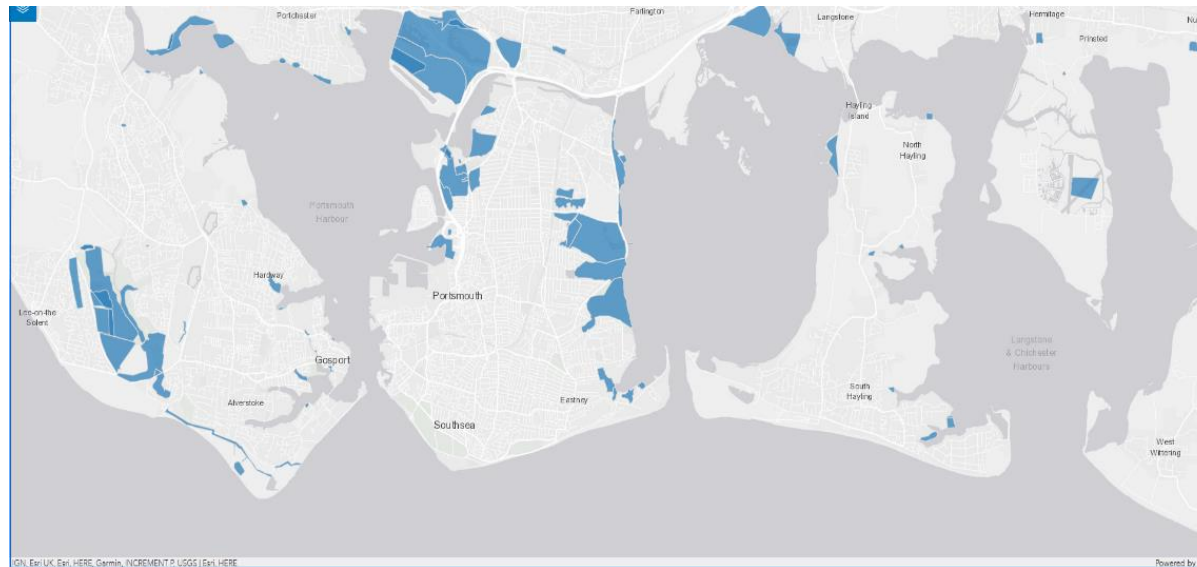 Portchester
Farlington
Langstone
Hermitage
Nu
Prinsted
Hayling
Island
North
Hayling
Portsmouth
Harbour
Hardway
Portsmouth
Lee-on-the
Solent
Langstone
& Chichester
Harbours
Gosport
Alverstoke
Eastney
South
Hayling
Southsea
West
Wittering
IGN, Esri UK, Esri, HERE, Garmin, INCREMENT P, USGS | Esri, HERE
Powered by